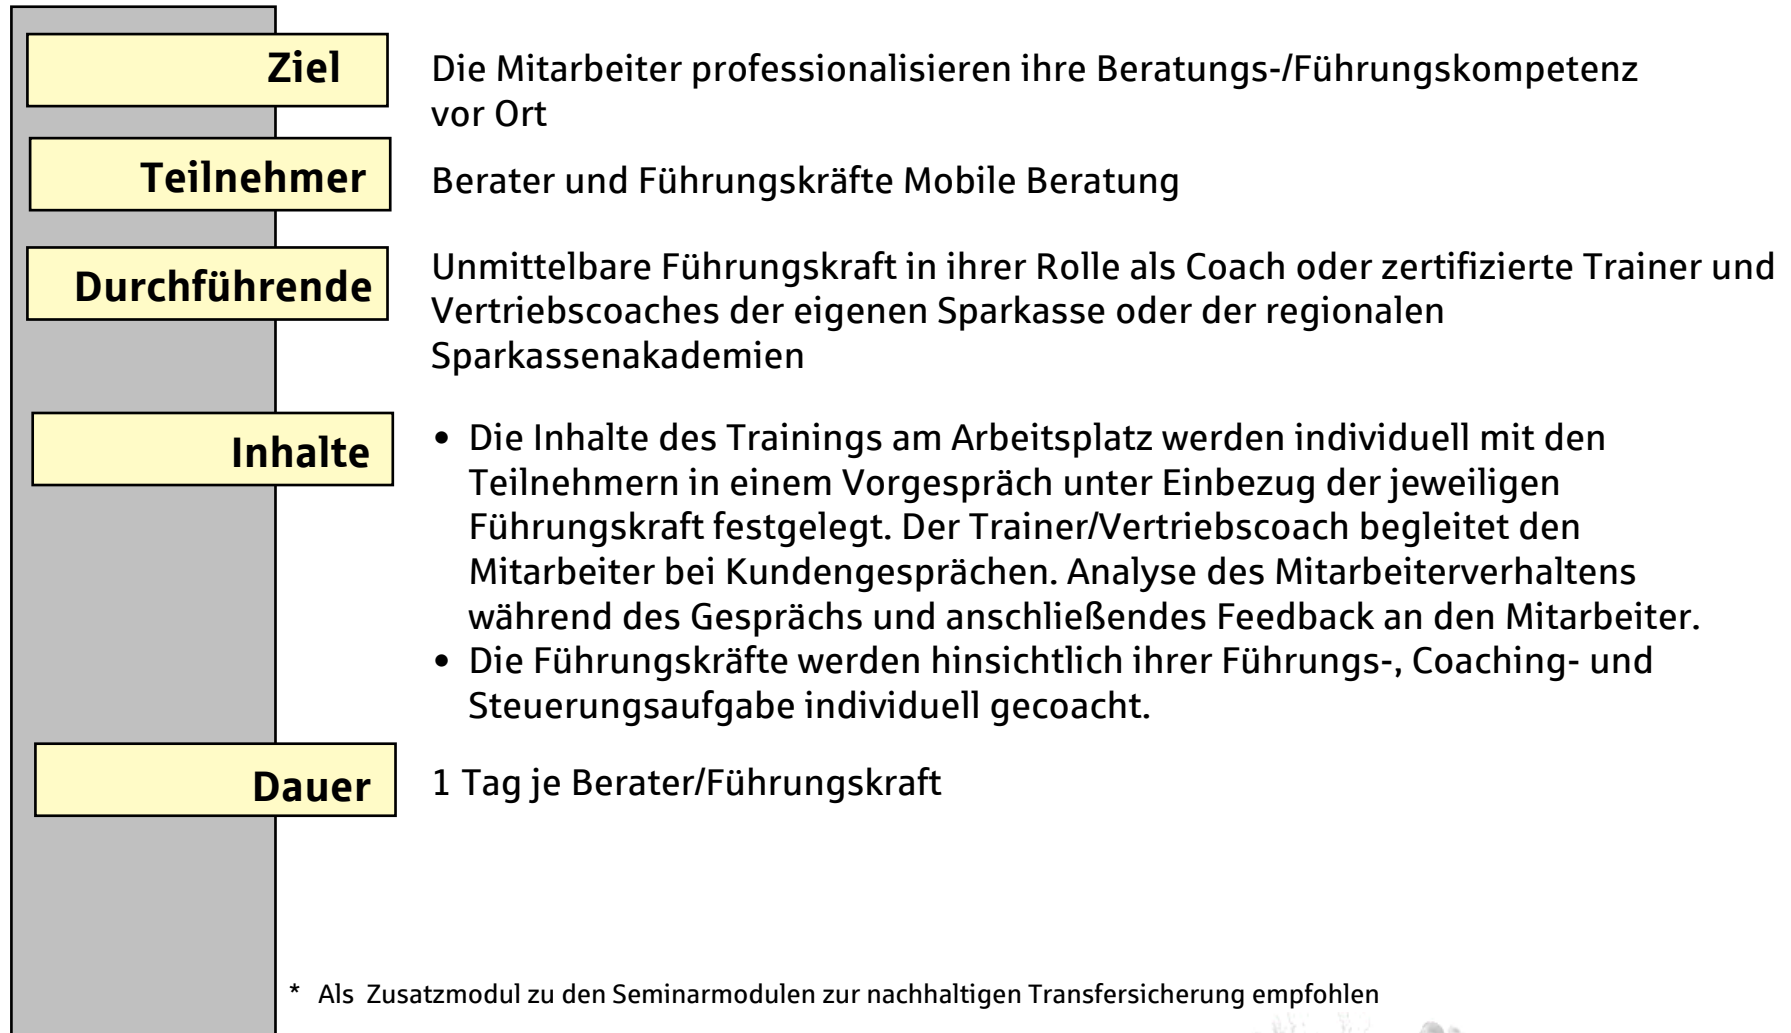 Ziel
Die Mitarbeiter professionalisieren ihre Beratungs-/Führungskompetenz
vor Ort
Teilnehmer
Berater und Führungskräfte Mobile Beratung
Durchführende
Unmittelbare Führungskraft in ihrer Rolle als Coach oder zertifizierte Trainer und
Vertriebscoaches der eigenen Sparkasse oder der regionalen
Sparkassenakademien
Inhalte
• Die Inhalte des Trainings am Arbeitsplatz werden individuell mit den
Teilnehmern in einem Vorgespräch unter Einbezug der jeweiligen
Führungskraft festgelegt. Der Trainer/Vertriebscoach begleitet den
Mitarbeiter bei Kundengesprächen. Analyse des Mitarbeiterverhaltens
während des Gesprächs und anschließendes Feedback an den Mitarbeiter.
• Die Führungskräfte werden hinsichtlich ihrer Führungs-, Coaching- und
Steuerungsaufgabe individuell gecoacht.
Dauer
1 Tag je Berater/Führungskraft
* Als Zusatzmodul zu den Seminarmodulen zur nachhaltigen Transfersicherung empfohlen